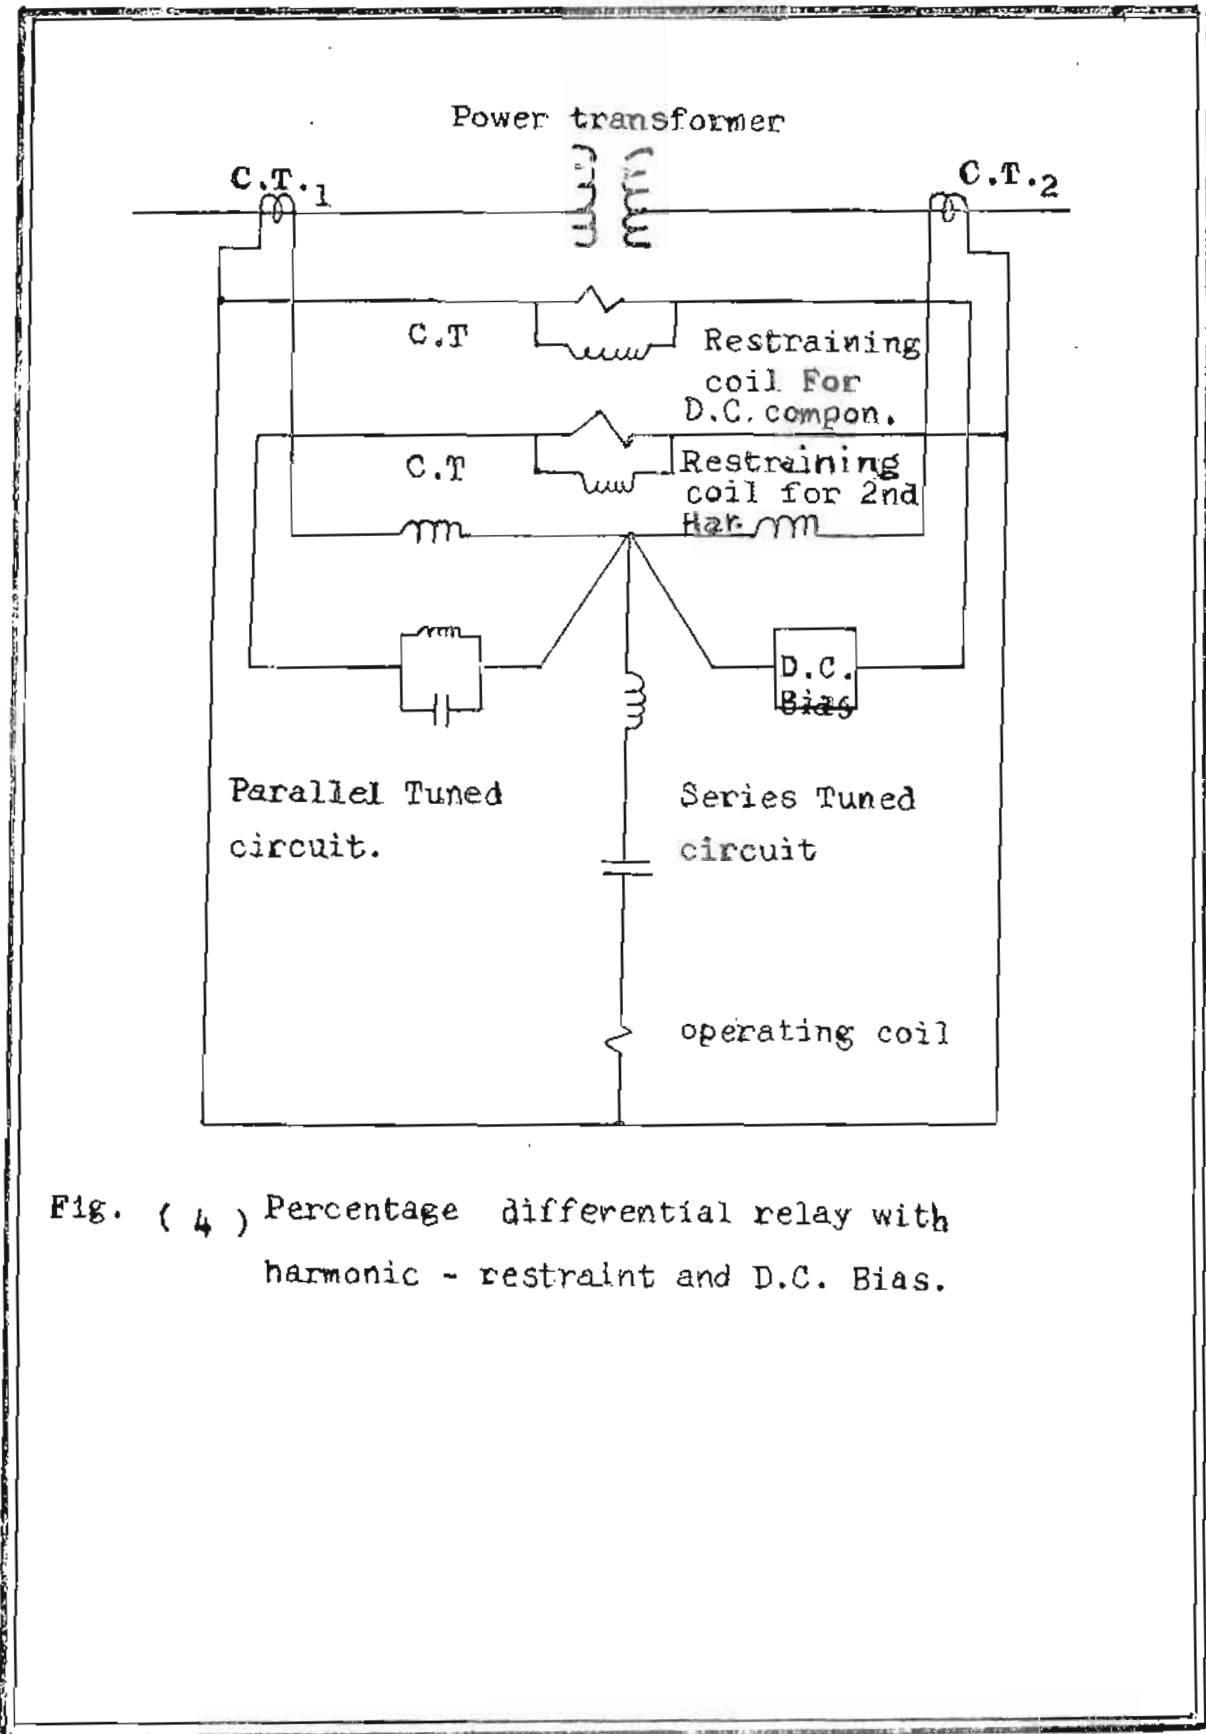 Power transformer
C.T.1
C.T.2
C.T
Restraining
coil For
D.C. compon.
C.T
Restraining
coil for 2nd
Har.
D.C.
Bias
Parallel Tuned
circuit.
Series Tuned
circuit
operating coil
Fig. ( 4 ) Percentage differential relay with
harmonic - restraint and D.C. Bias.